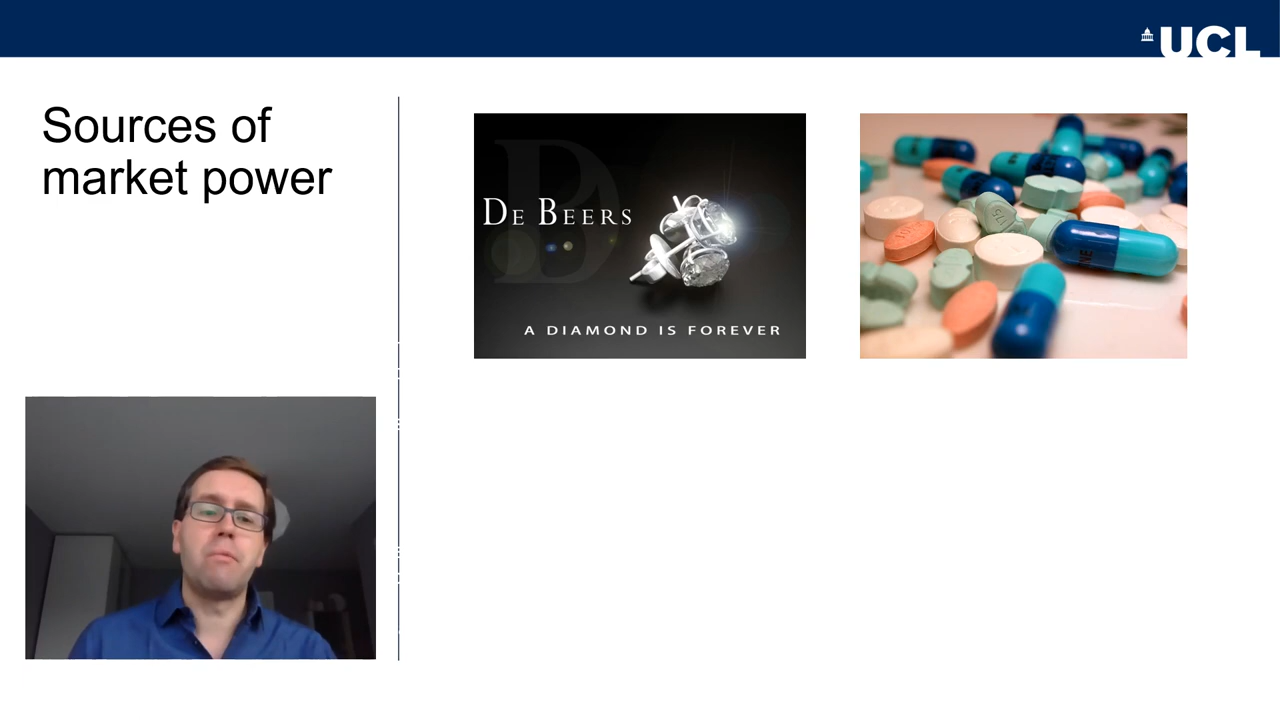 UCL
Sources of
market power
DE BEERS
A DIAMOND IS FOREVER